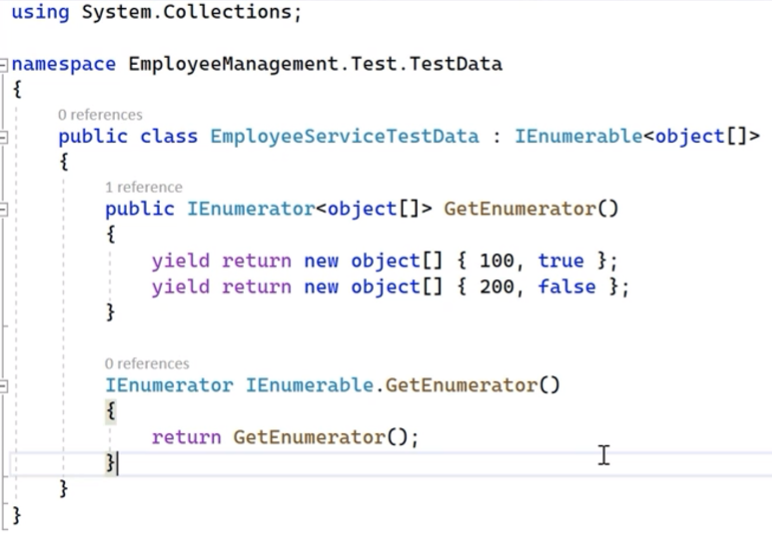 using System.Collections;
namespace EmployeeManagement.Test.TestData
{
0 references
public class EmployeeServiceTestData : IEnumerable<object[]>
{
1 reference
public IEnumerator<object[]> GetEnumerator()
{
yield return new object[] { 100, true };
yield return new object[] { 200, false };
}
0 references
IEnumerator IEnumerable.GetEnumerator()
{
return GetEnumerator();
}
}
}